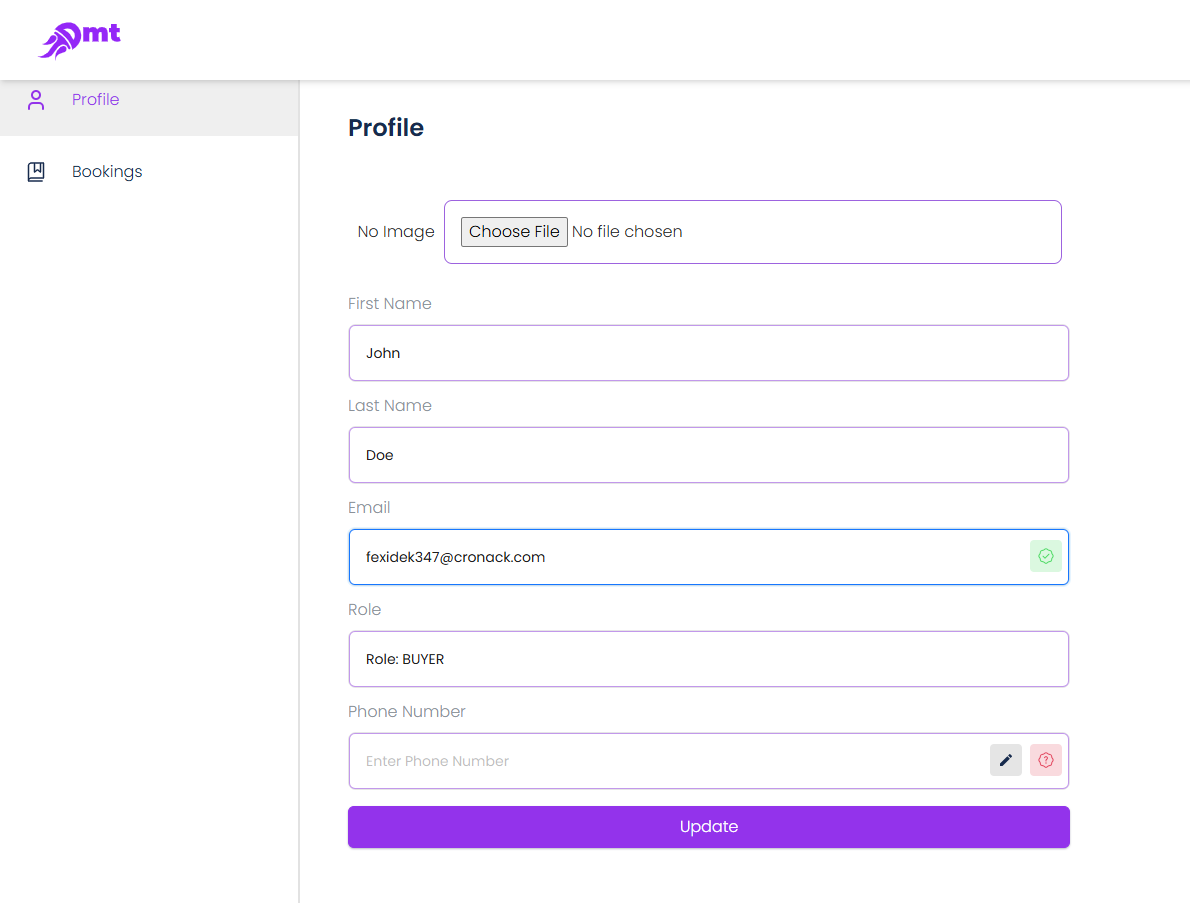 mt
Profile
Bookings
Profile
No Image Choose File No file chosen
First Name
John
Last Name
Doe
Email
fexidek347@cronack.com
Role
Role: BUYER
Phone Number
Enter Phone Number
Update